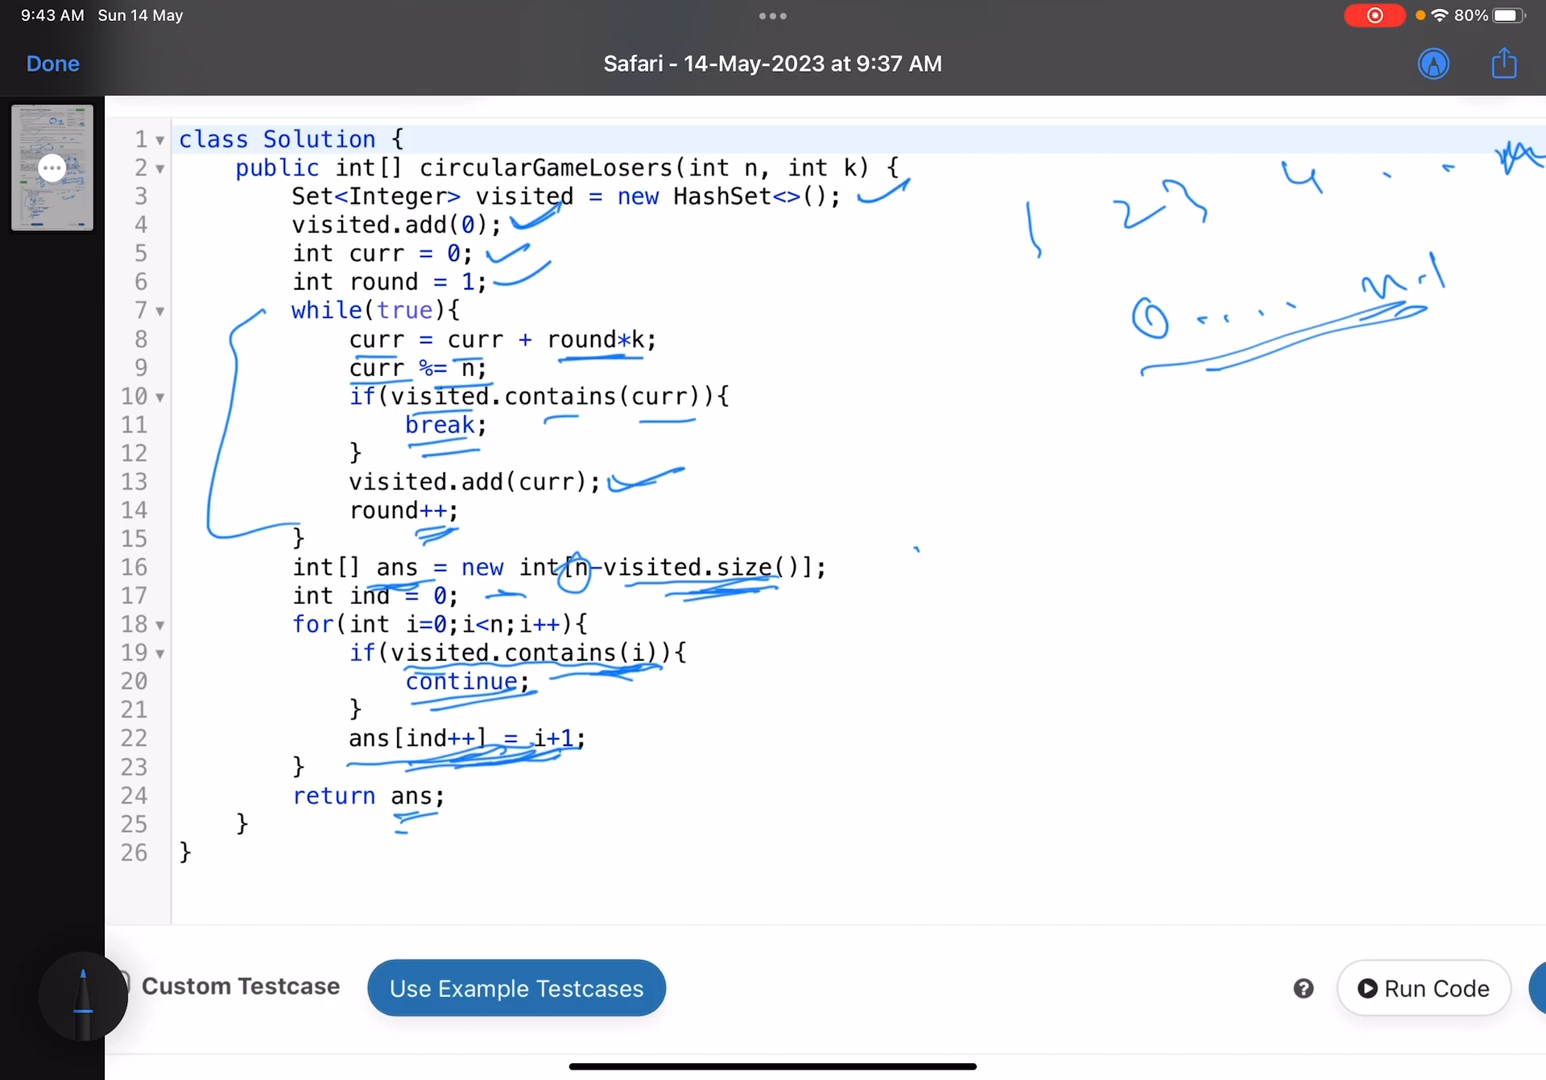 9:43 AM Sun 14 May
80%
Done
Safari - 14-May-2023 at 9:37 AM
1 class Solution {
2 public int[] circularGameLosers(int n, int k) {
3 Set<Integer> visited = new HashSet<>();
4 visited.add(0);
5 int curr = 0;
6 int round = 1;
7 while(true){
8 curr = curr + round*k;
9 curr %= n;
10 if(visited.contains(curr)){
11 break;
12 }
13 visited.add(curr);
14 round++;
15 }
16 int[] ans = new int[n-visited.size()];
17 int ind = 0;
18 for(int i=0;i<n;i++){
19 if(visited.contains(i)){
20 continue;
21 }
22 ans[ind++] = i+1;
23 }
24 return ans;
25 }
26 }
1 2 3 4 . . n
0 . . . . n-1
Custom Testcase
Use Example Testcases
Run Code